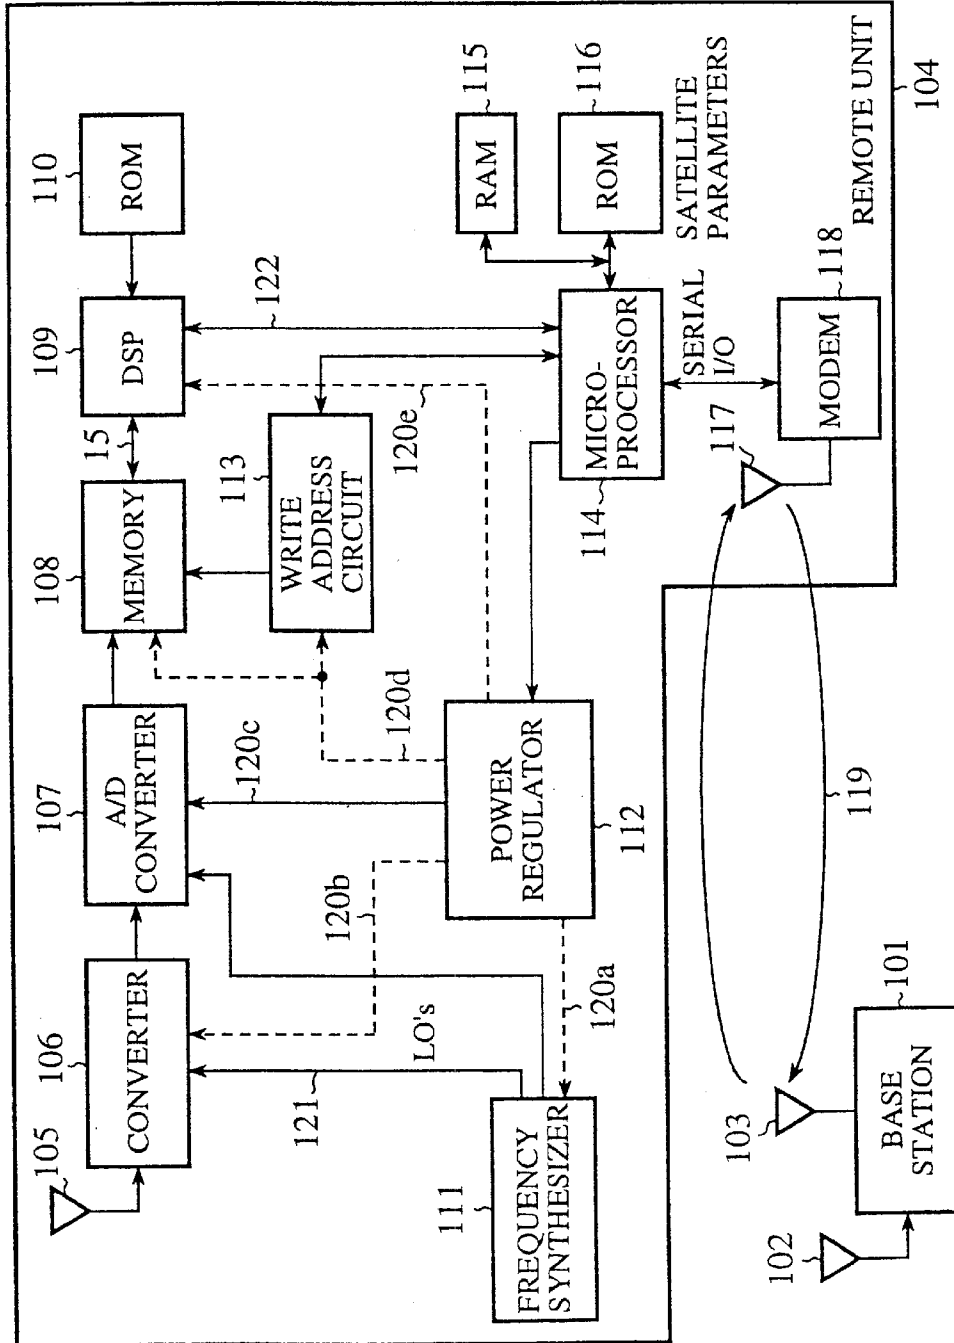 105
106
CONVERTER
107
A/D
CONVERTER
108
MEMORY
15
109
DSP
110
ROM
121
LO's
120b
120c
120d
113
WRITE
ADDRESS
CIRCUIT
120e
122
111
FREQUENCY
SYNTHESIZER
120a
POWER
REGULATOR
112
MICRO-
PROCESSOR
114
RAM
115
ROM
116
SATELLITE
PARAMETERS
SERIAL
I/O
117
MODEM
118
REMOTE UNIT
104
119
102
103
BASE
STATION
101